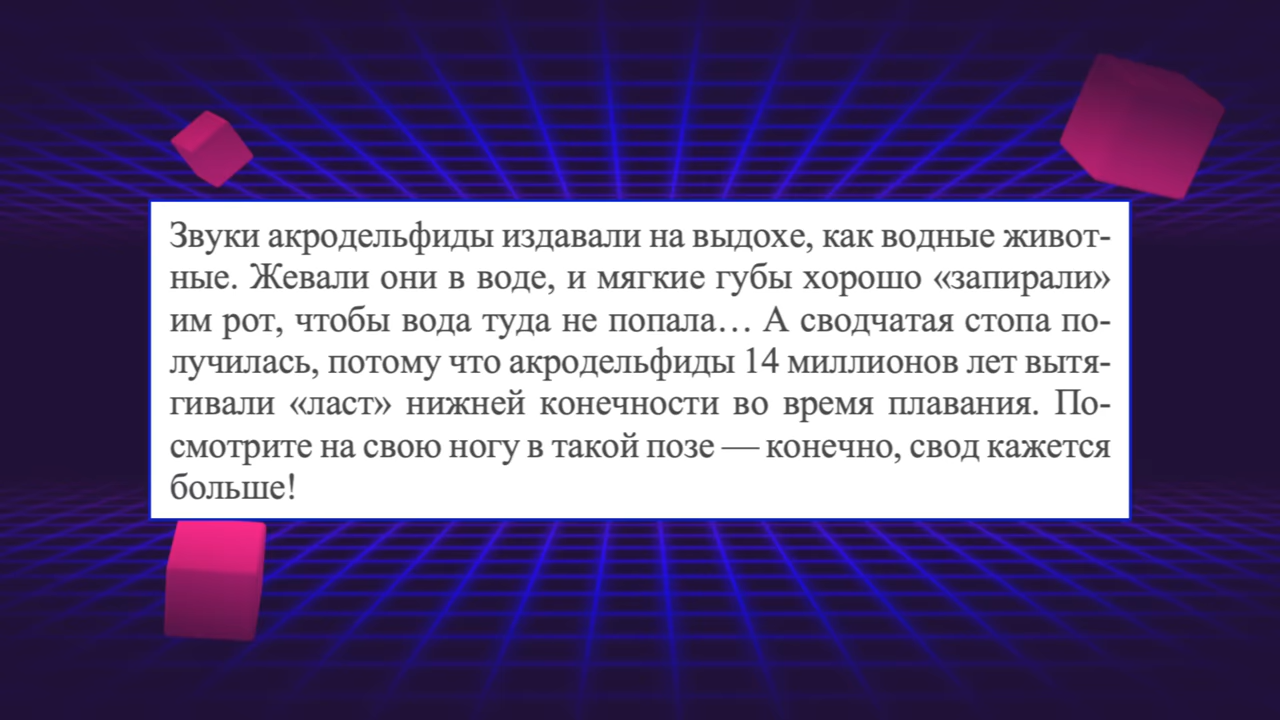 Звуки акродельфиды издавали на выдохе, как водные живот-
ные. Жевали они в воде, и мягкие губы хорошо «запирали»
им рот, чтобы вода туда не попала… А сводчатая стопа по-
лучилась, потому что акродельфиды 14 миллионов лет вытя-
гивали «ласт» нижней конечности во время плавания. По-
смотрите на свою ногу в такой позе — конечно, свод кажется
больше!